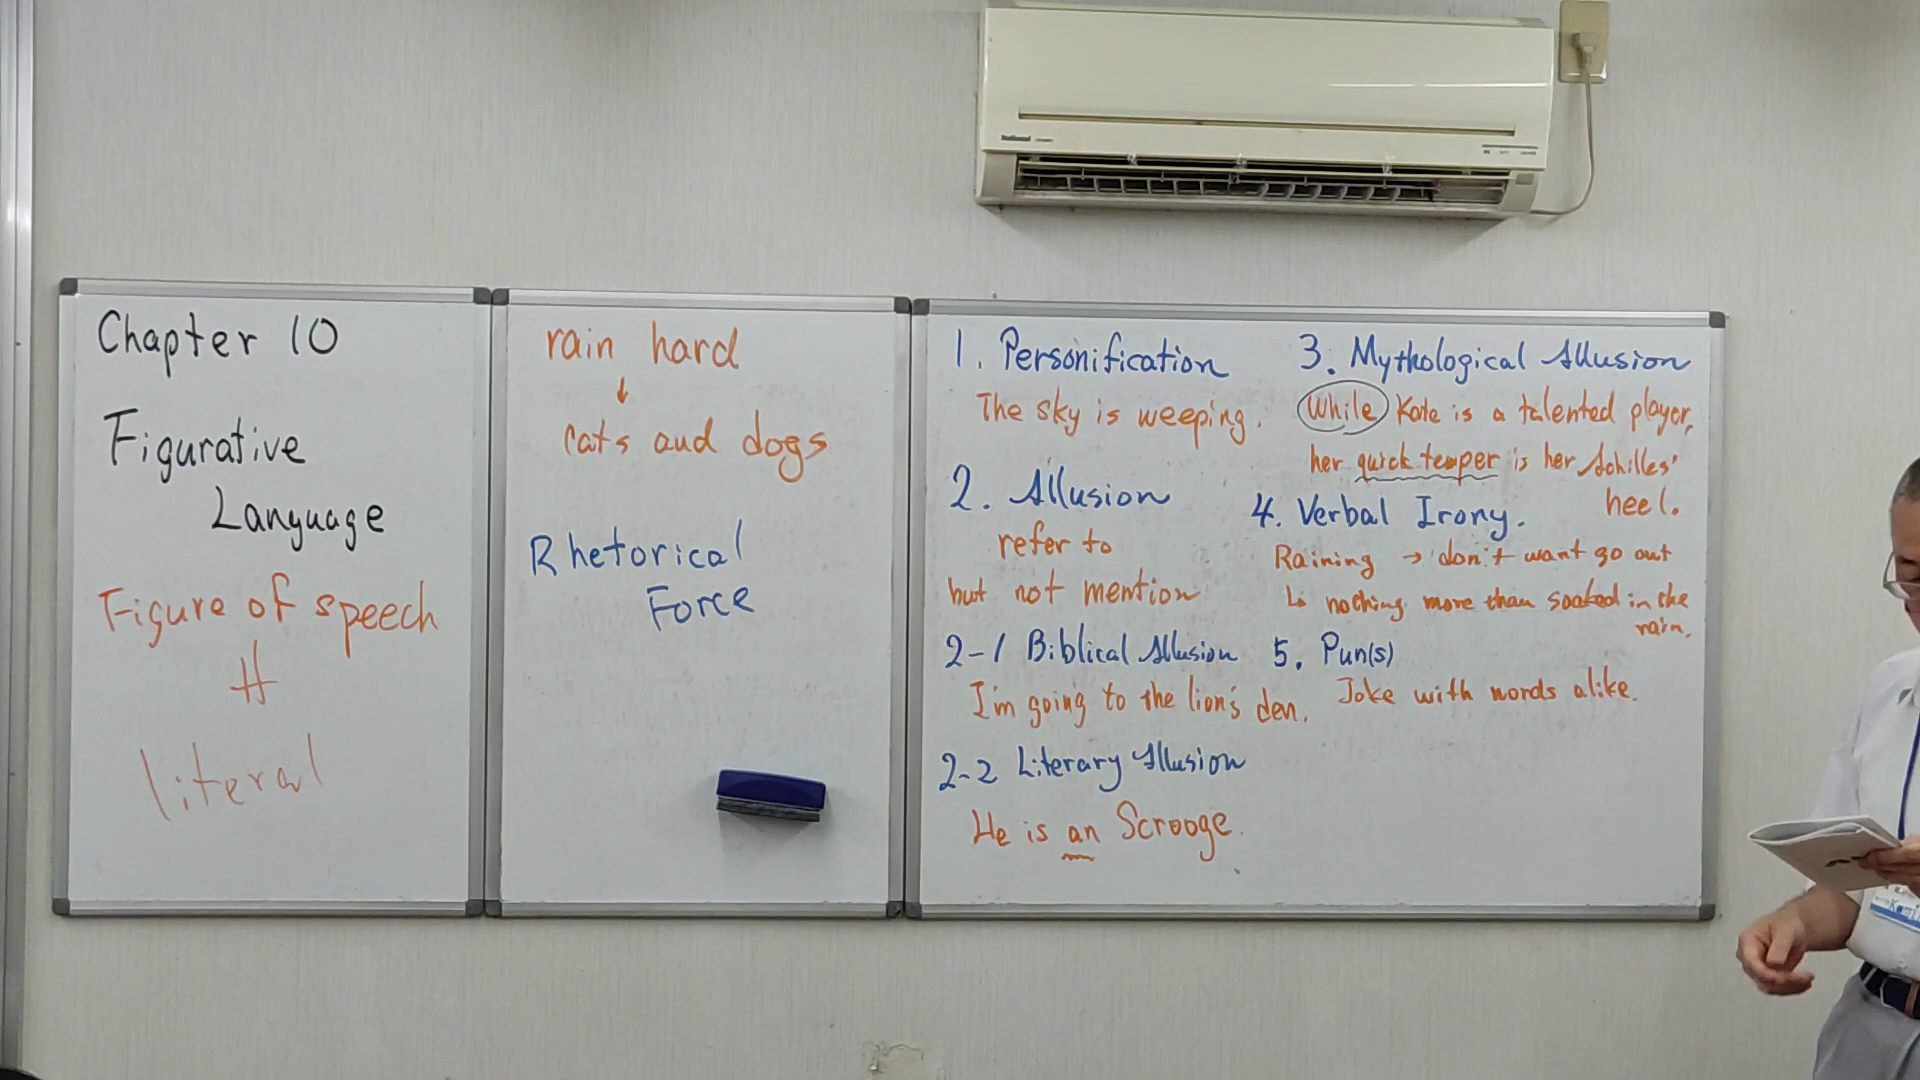 Chapter 10
Figurative
Language
Figure of speech
≠
literal
rain hard
↓
cats and dogs
Rhetorical
Force
1. Personification
The sky is weeping.
2. Allusion
refer to
but not mention
2-1 Biblical Allusion
I'm going to the lion's den.
2-2 Literary Allusion
He is an Scrooge.
3. Mythological Allusion
While Kate is a talented player,
her quick temper is her Achilles'
heel.
4. Verbal Irony.
Raining → don't want go out
↳ nothing more than soaked in the
rain.
5. Pun(s)
Joke with words alike.
National